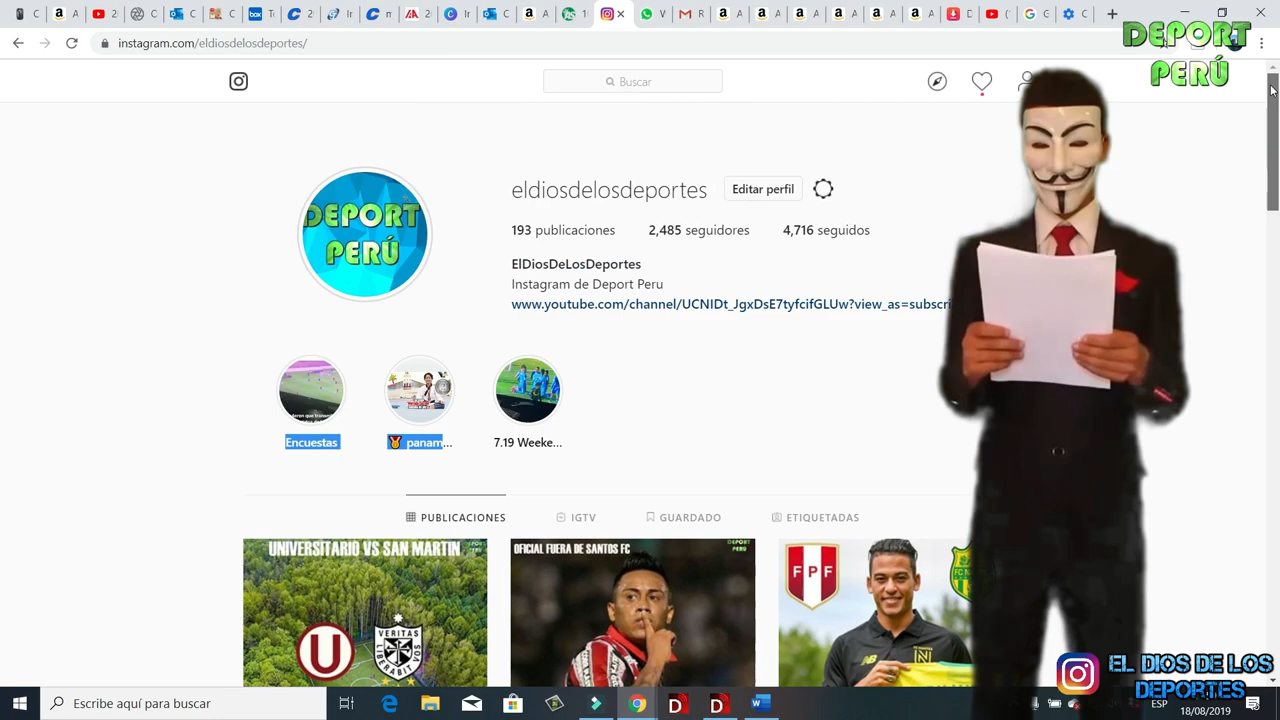 instagram.com/eldiosdelosdeportes/
DEPORT
PERÚ
Buscar
eldiosdelosdeportes
Editar perfil
193 publicaciones
2,485 seguidores
4,716 seguidos
ElDiosDeLosDeportes
Instagram de Deport Peru
www.youtube.com/channel/UCNIDt_JgxDsE7tyfcifGLUw?view_as=subscri
DEPORT
PERÚ
Encuestas
panam...
7.19 Weeke...
PUBLICACIONES
IGTV
GUARDADO
ETIQUETADAS
UNIVERSITARIO VS SAN MARTIN
OFICIAL FUERA DE SANTOS FC
DEPORT
PERÚ
FPF
U
VERITAS
EL DIOS DE LOS
DEPORTES
Escribe aquí para buscar
ESP
18/08/2019